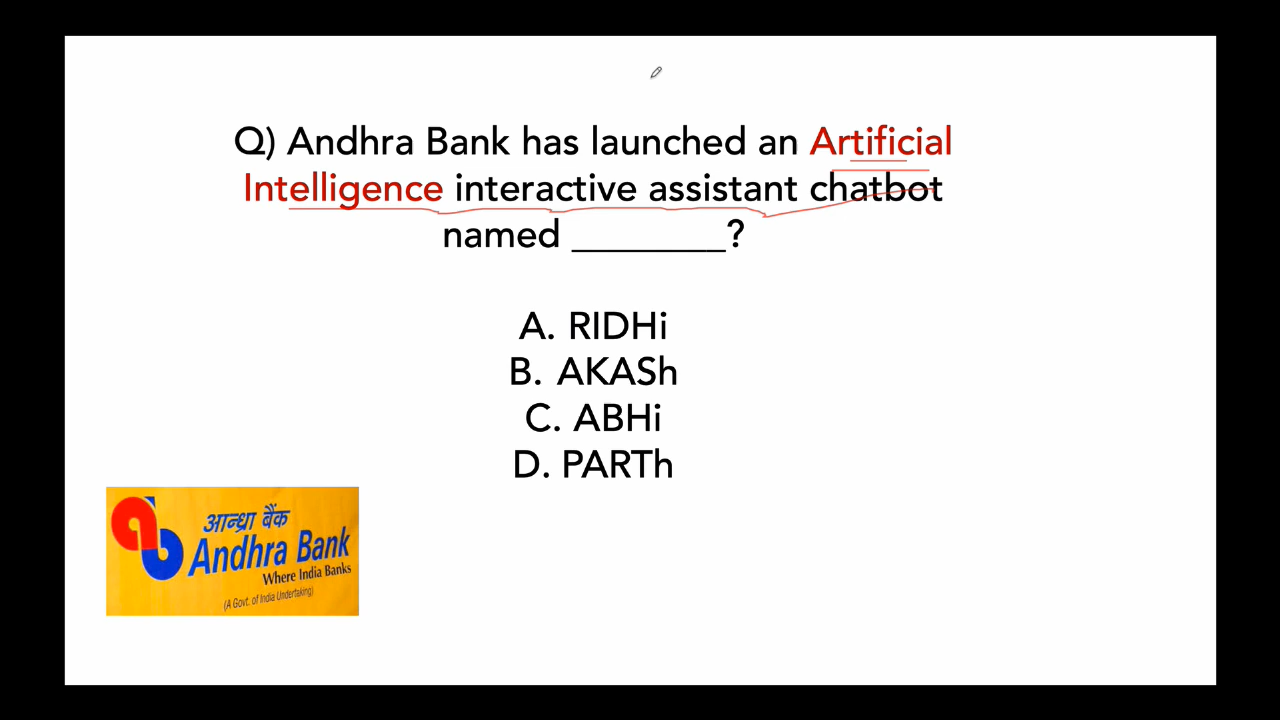 Q) Andhra Bank has launched an Artificial
Intelligence interactive assistant chatbot
named ________?
A. RIDHi
B. AKASh
C. ABHi
D. PARTh
आन्ध्रा बैंक
Andhra Bank
Where India Banks
(A Govt. of India Undertaking)